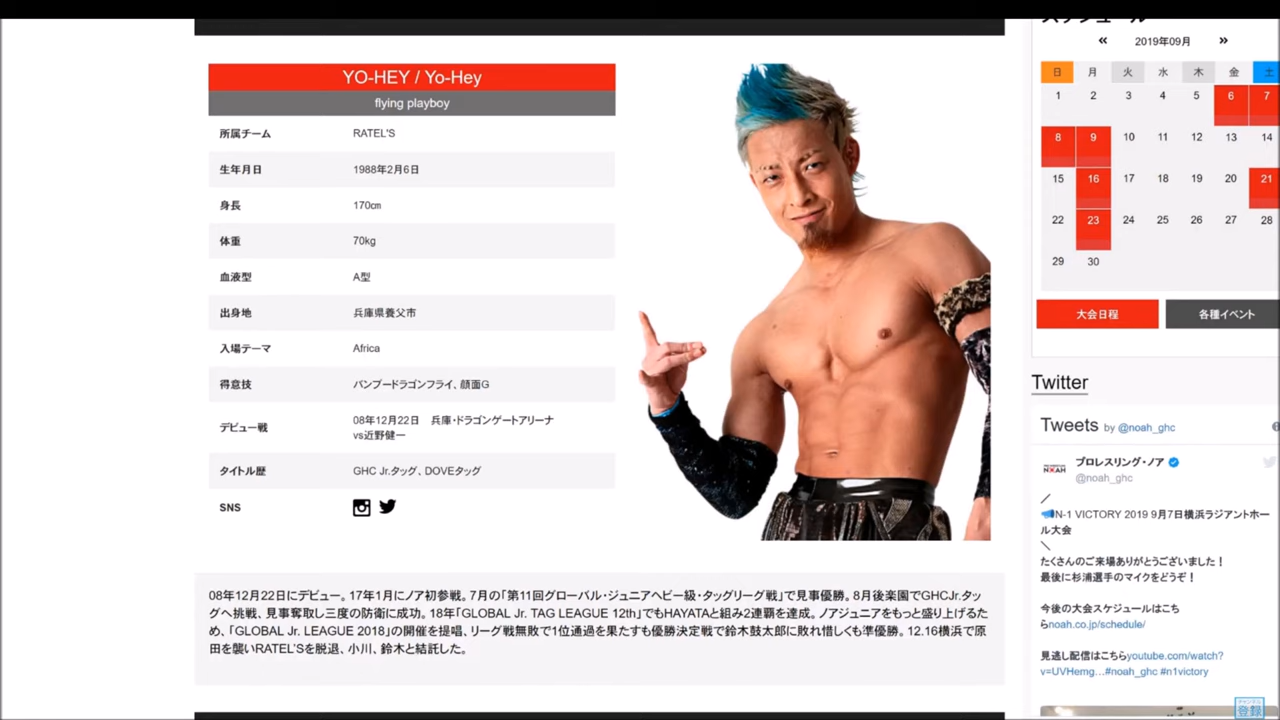 スケジュール
« 2019年09月 »
日 月 火 水 木 金 土
1 2 3 4 5 6 7
8 9 10 11 12 13 14
15 16 17 18 19 20 21
22 23 24 25 26 27 28
29 30
大会日程 各種イベント
YO-HEY / Yo-Hey
flying playboy
所属チーム RATEL'S
生年月日 1988年2月6日
身長 170㎝
体重 70kg
血液型 A型
出身地 兵庫県養父市
入場テーマ Africa
得意技 バンブードラゴンフライ、顔面G
デビュー戦 08年12月22日 兵庫・ドラゴンゲートアリーナ
vs近野健一
タイトル歴 GHC Jr.タッグ、DOVEタッグ
SNS
08年12月22日にデビュー。17年1月にノア初参戦。7月の「第11回グローバル・ジュニアヘビー級・タッグリーグ戦」で見事優勝。8月後楽園でGHCJr.タッ
グへ挑戦、見事奪取し三度の防衛に成功。18年「GLOBAL Jr. TAG LEAGUE 12th」でもHAYATAと組み2連覇を達成。ノアジュニアをもっと盛り上げるた
め、「GLOBAL Jr. LEAGUE 2018」の開催を提唱、リーグ戦無敗で1位通過を果たすも優勝決定戦で鈴木鼓太郎に敗れ惜しくも準優勝。12.16横浜で原
田を襲いRATEL'Sを脱退、小川、鈴木と結託した。
Twitter
Tweets by @noah_ghc
NOAH
プロレスリング・ノア
@noah_ghc
／
📣N-1 VICTORY 2019 9月7日横浜ラジアントホー
ル大会
＼
たくさんのご来場ありがとうございました！
最後に杉浦選手のマイクをどうぞ！
今後の大会スケジュールはこち
らnoah.co.jp/schedule/
見逃し配信はこちらyoutube.com/watch?
v=UVHemg…#noah_ghc #n1victory
チャンネル
登録